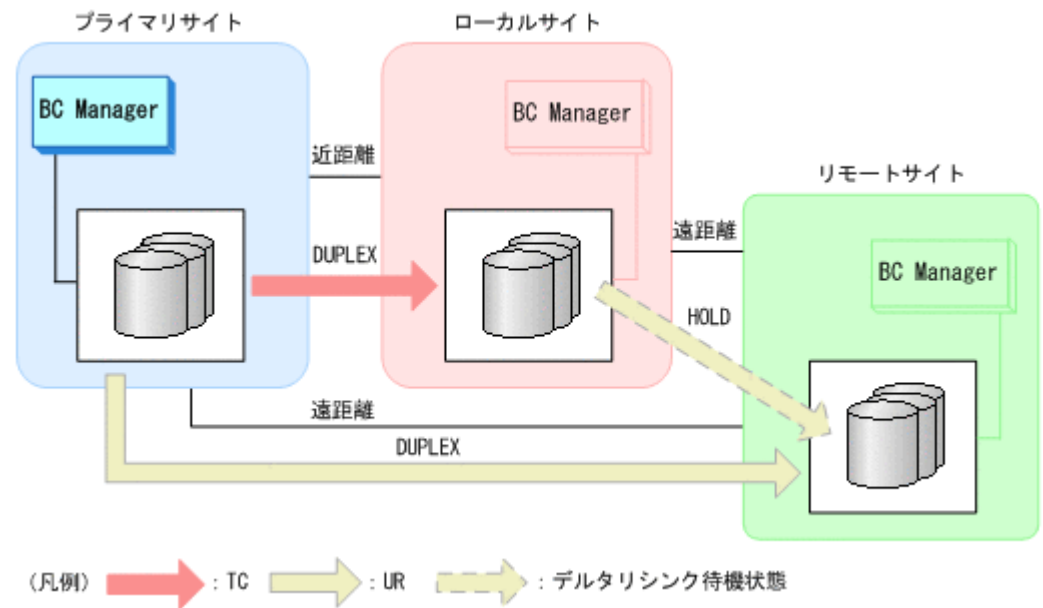 プライマリサイト
ローカルサイト
BC Manager
BC Manager
近距離
リモートサイト
DUPLEX
遠距離
BC Manager
HOLD
遠距離
DUPLEX
(凡例) : TC : UR : デルタリシンク待機状態